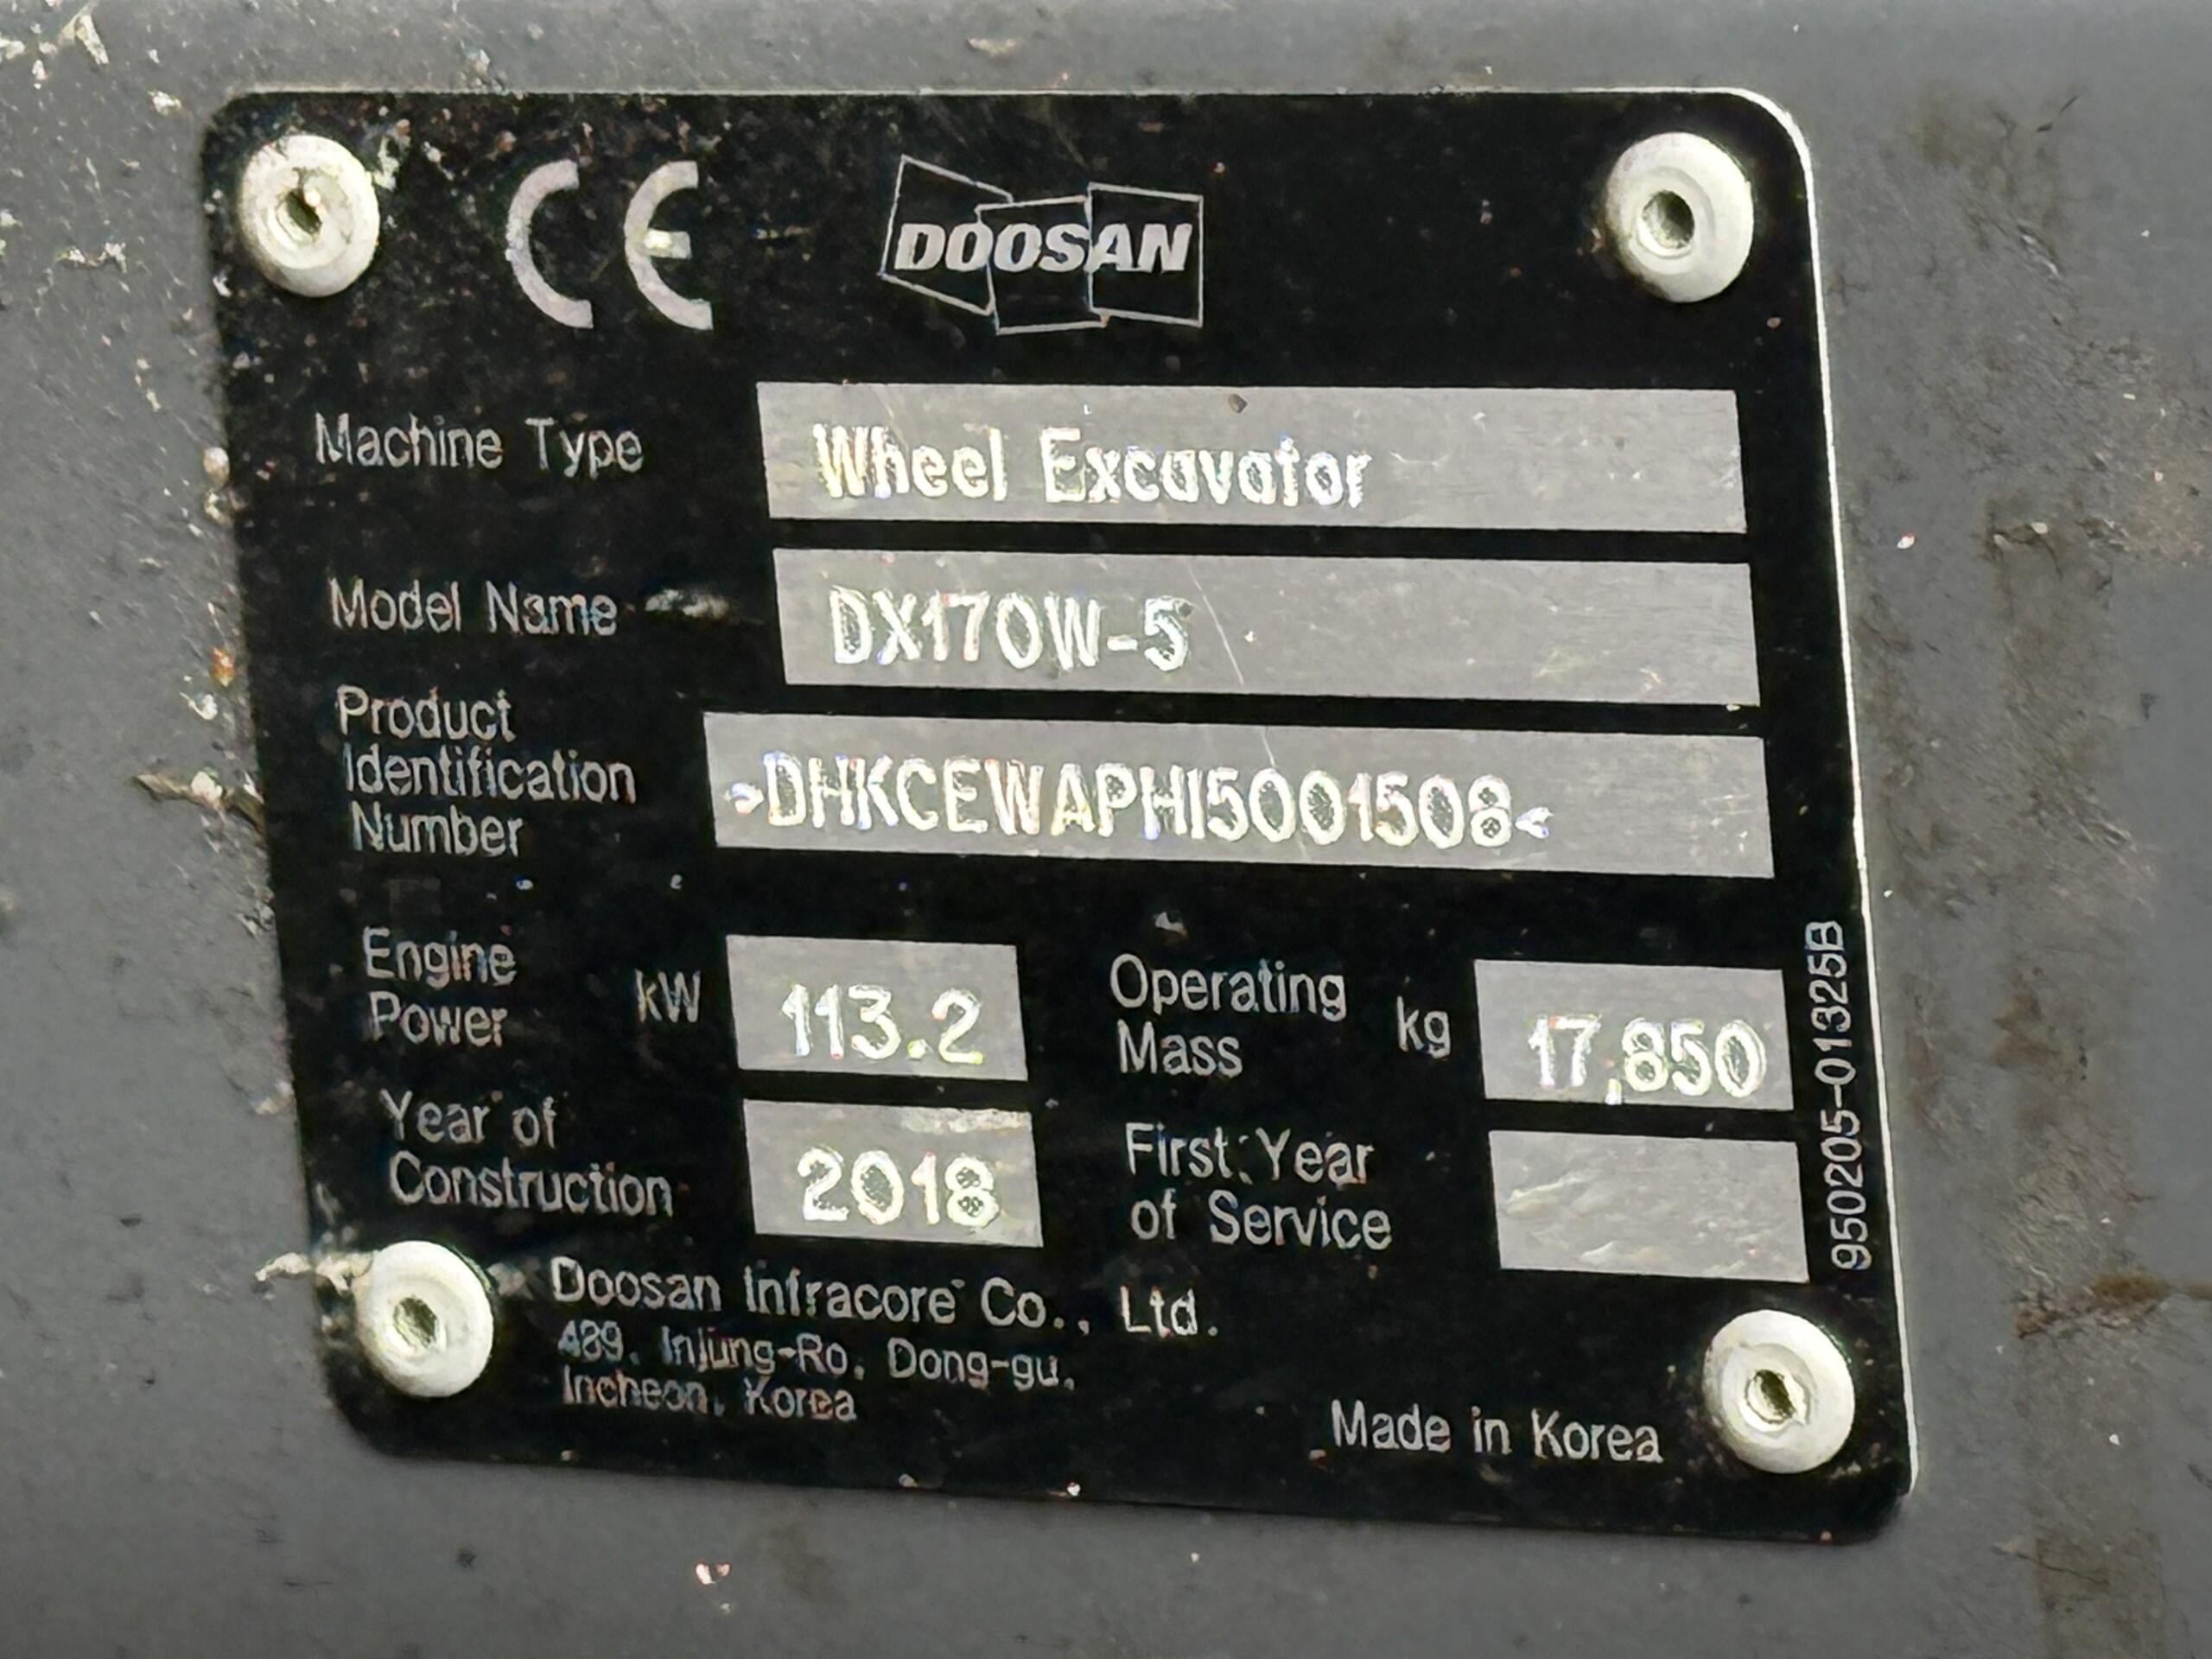 CE DOOSAN
Machine Type Wheel Excavator
Model Name DX170W-5
Product
Identification
Number >DHKCEWAPHI5001508<
Engine
Power kW 113.2
Operating
Mass kg 17,850
Year of
Construction 2018
First Year
of Service
950205-01325B
Doosan Infracore Co., Ltd.
489, Injung-Ro, Dong-gu,
Incheon, Korea
Made in Korea